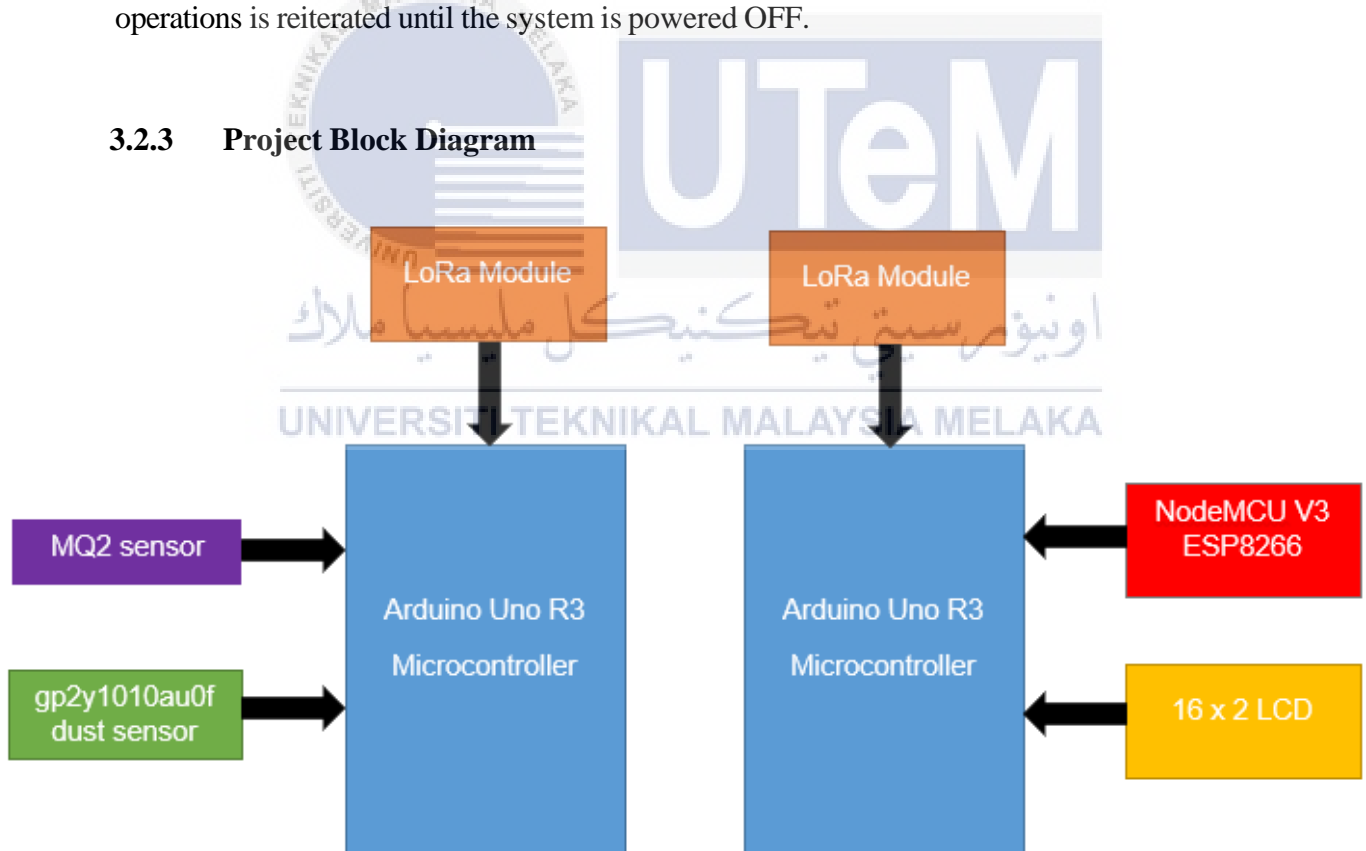 operations is reiterated until the system is powered OFF.
UTeM
3.2.3 Project Block Diagram
LoRa Module
LoRa Module
اونيۏرسيتي تيكنيكل مليسيا ملاك
UNIVERSITI TEKNIKAL MALAYSIA MELAKA
MQ2 sensor
gp2y1010au0f
dust sensor
Arduino Uno R3
Microcontroller
Arduino Uno R3
Microcontroller
NodeMCU V3
ESP8266
16 x 2 LCD